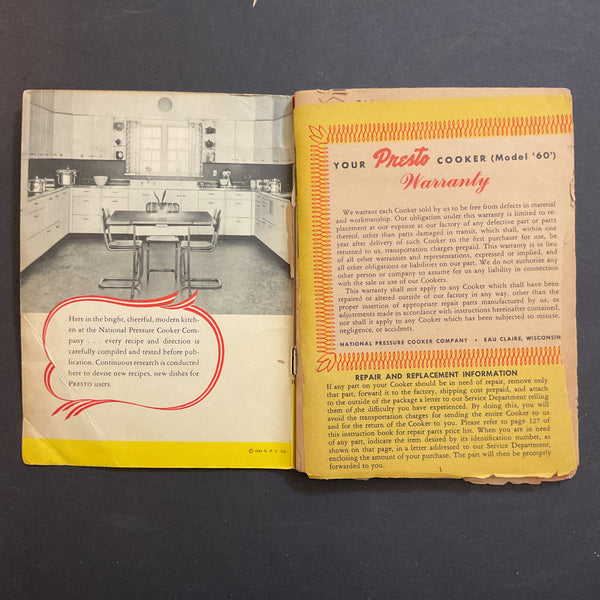 Here in the bright, cheerful, modern kitch-
en at the National Pressure Cooker Com-
pany . . . every recipe and direction is
carefully compiled and tested before pub-
lication. Continuous research is conducted
here to devise new recipes, new dishes for
PRESTO users.
YOUR Presto COOKER (Model '60')
Warranty
We warrant each Cooker sold by us to be free from defects in material
and workmanship. Our obligation under this warranty is limited to re-
placement at our expense at our factory of any defective part or parts
thereof, other than parts damaged in transit, which shall, within one
year after delivery of such Cooker to the first purchaser for use, be
returned to us, transportation charges prepaid. This warranty is in lieu
of all other warranties and representations, expressed or implied, and
all other obligations or liabilities on our part. We do not authorize any
other person or company to assume for us any liability in connection
with the sale or use of our Cookers.
This warranty shall not apply to any Cooker which shall have been
repaired or altered outside of our factory in any way, other than the
proper insertion of appropriate repair parts manufactured by us, or
adjustments made in accordance with instructions hereinafter contained,
nor shall it apply to any Cooker which has been subjected to misuse,
negligence, or accidents.
NATIONAL PRESSURE COOKER COMPANY • EAU CLAIRE, WISCONSIN
REPAIR AND REPLACEMENT INFORMATION
If any part on your Cooker should be in need of repair, remove only
that part, forward it to the factory, shipping cost prepaid, and attach
to the outside of the package a letter to our Service Department telling
them of the difficulty you have experienced. By doing this, you will
avoid the transportation charges for sending the entire Cooker to us
and for the return of the Cooker to you. Please refer to page 127 of
this instruction book for repair parts price list. When you are in need
of any part, indicate the item desired by its identification number, as
shown on that page, in a letter addressed to our Service Department,
enclosing the amount of your purchase. The part will then be promptly
forwarded to you.
1